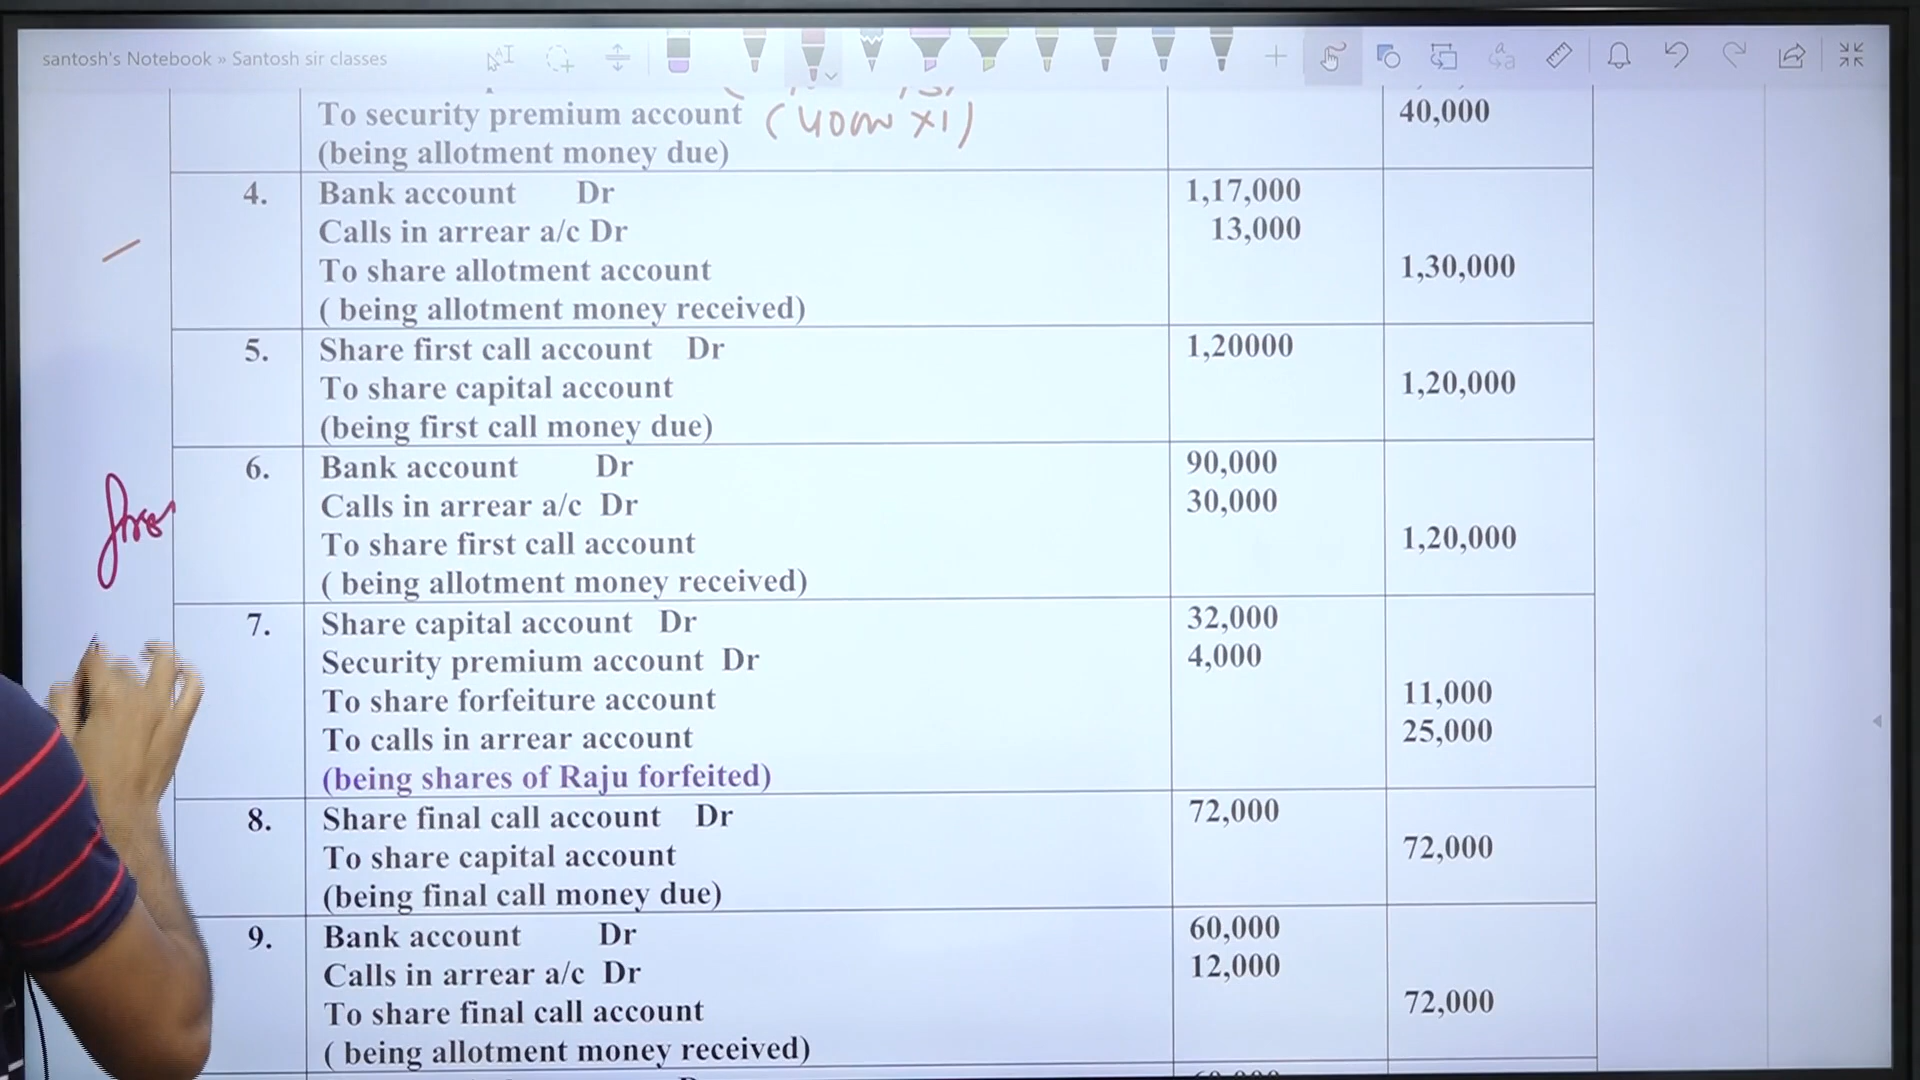 santosh's Notebook » Santosh sir classes
To security premium account 40,000
(being allotment money due)
4. Bank account Dr 1,17,000
Calls in arrear a/c Dr 13,000
To share allotment account 1,30,000
( being allotment money received)
5. Share first call account Dr 1,20000
To share capital account 1,20,000
(being first call money due)
6. Bank account Dr 90,000
Calls in arrear a/c Dr 30,000
To share first call account 1,20,000
( being allotment money received)
7. Share capital account Dr 32,000
Security premium account Dr 4,000
To share forfeiture account 11,000
To calls in arrear account 25,000
(being shares of Raju forfeited)
8. Share final call account Dr 72,000
To share capital account 72,000
(being final call money due)
9. Bank account Dr 60,000
Calls in arrear a/c Dr 12,000
To share final call account 72,000
( being allotment money received)